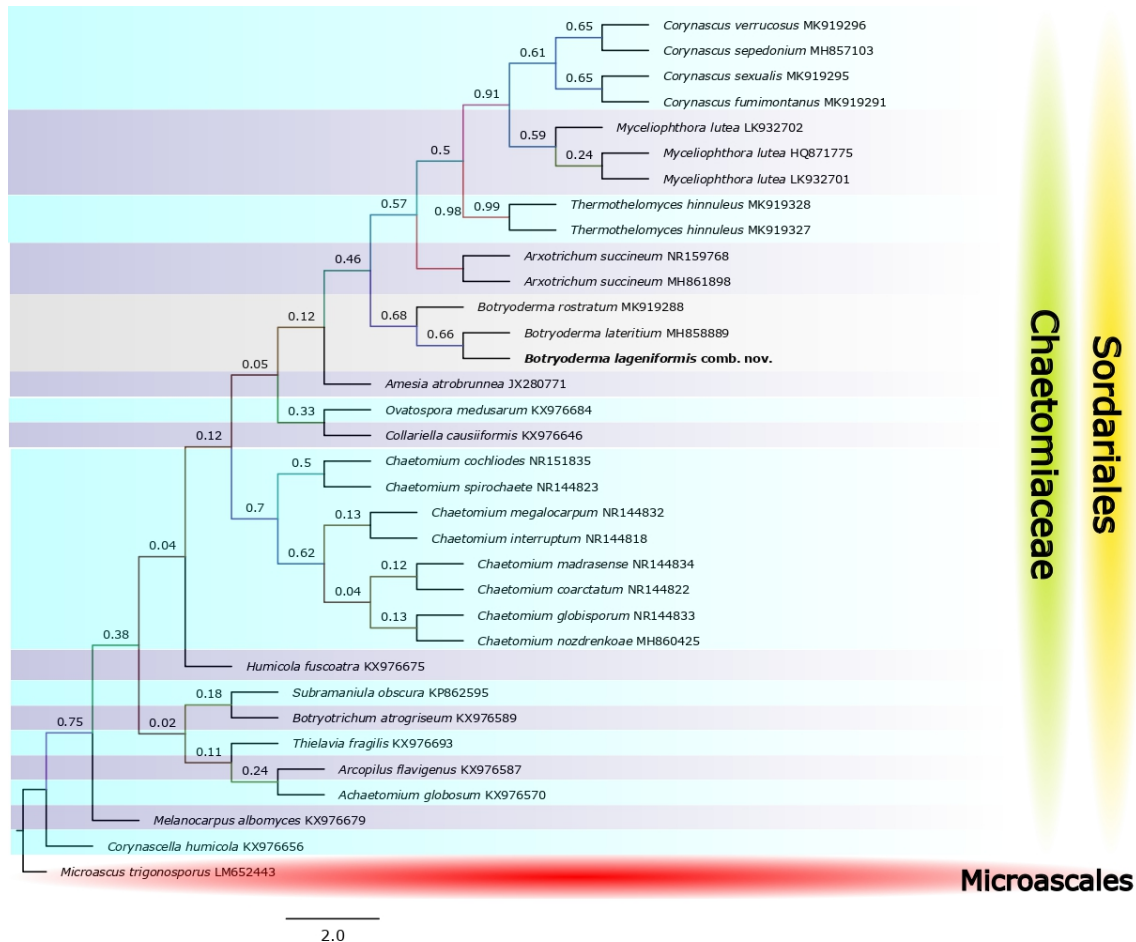 0.65
Corynascus verrucosus MK919296
Corynascus sepedonium MH857103
0.61
0.65
Corynascus sexualis MK919295
Corynascus fumimontanus MK919291
0.91
0.59
Myceliophthora lutea LK932702
0.24
Myceliophthora lutea HQ871775
Myceliophthora lutea LK932701
0.5
0.98
0.99
Thermothelomyces hinnuleus MK919328
Thermothelomyces hinnuleus MK919327
0.57
Arxotrichum succineum NR159768
Arxotrichum succineum MH861898
0.46
0.68
Botryoderma rostratum MK919288
0.66
Botryoderma lateritium MH858889
Botryoderma lageniformis comb. nov.
0.12
Amesia atrobrunnea JX280771
0.05
0.33
Ovatospora medusarum KX976684
Collariella causiiformis KX976646
0.12
0.5
Chaetomium cochliodes NR151835
Chaetomium spirochaete NR144823
0.7
0.13
Chaetomium megalocarpum NR144832
Chaetomium interruptum NR144818
0.62
0.12
Chaetomium madrasense NR144834
Chaetomium coarctatum NR144822
0.04
0.13
Chaetomium globisporum NR144833
Chaetomium nozdrenkoae MH860425
0.04
Humicola fuscoatra KX976675
0.38
0.18
Subramaniula obscura KP862595
Botryotrichum atrogriseum KX976589
0.02
0.11
Thielavia fragilis KX976693
0.24
Arcopilus flavigenus KX976587
Achaetomium globosum KX976570
0.75
Melanocarpus albomyces KX976679
Corynascella humicola KX976656
Microascus trigonosporus LM652443
Chaetomiaceae
Sordariales
Microascales
2.0